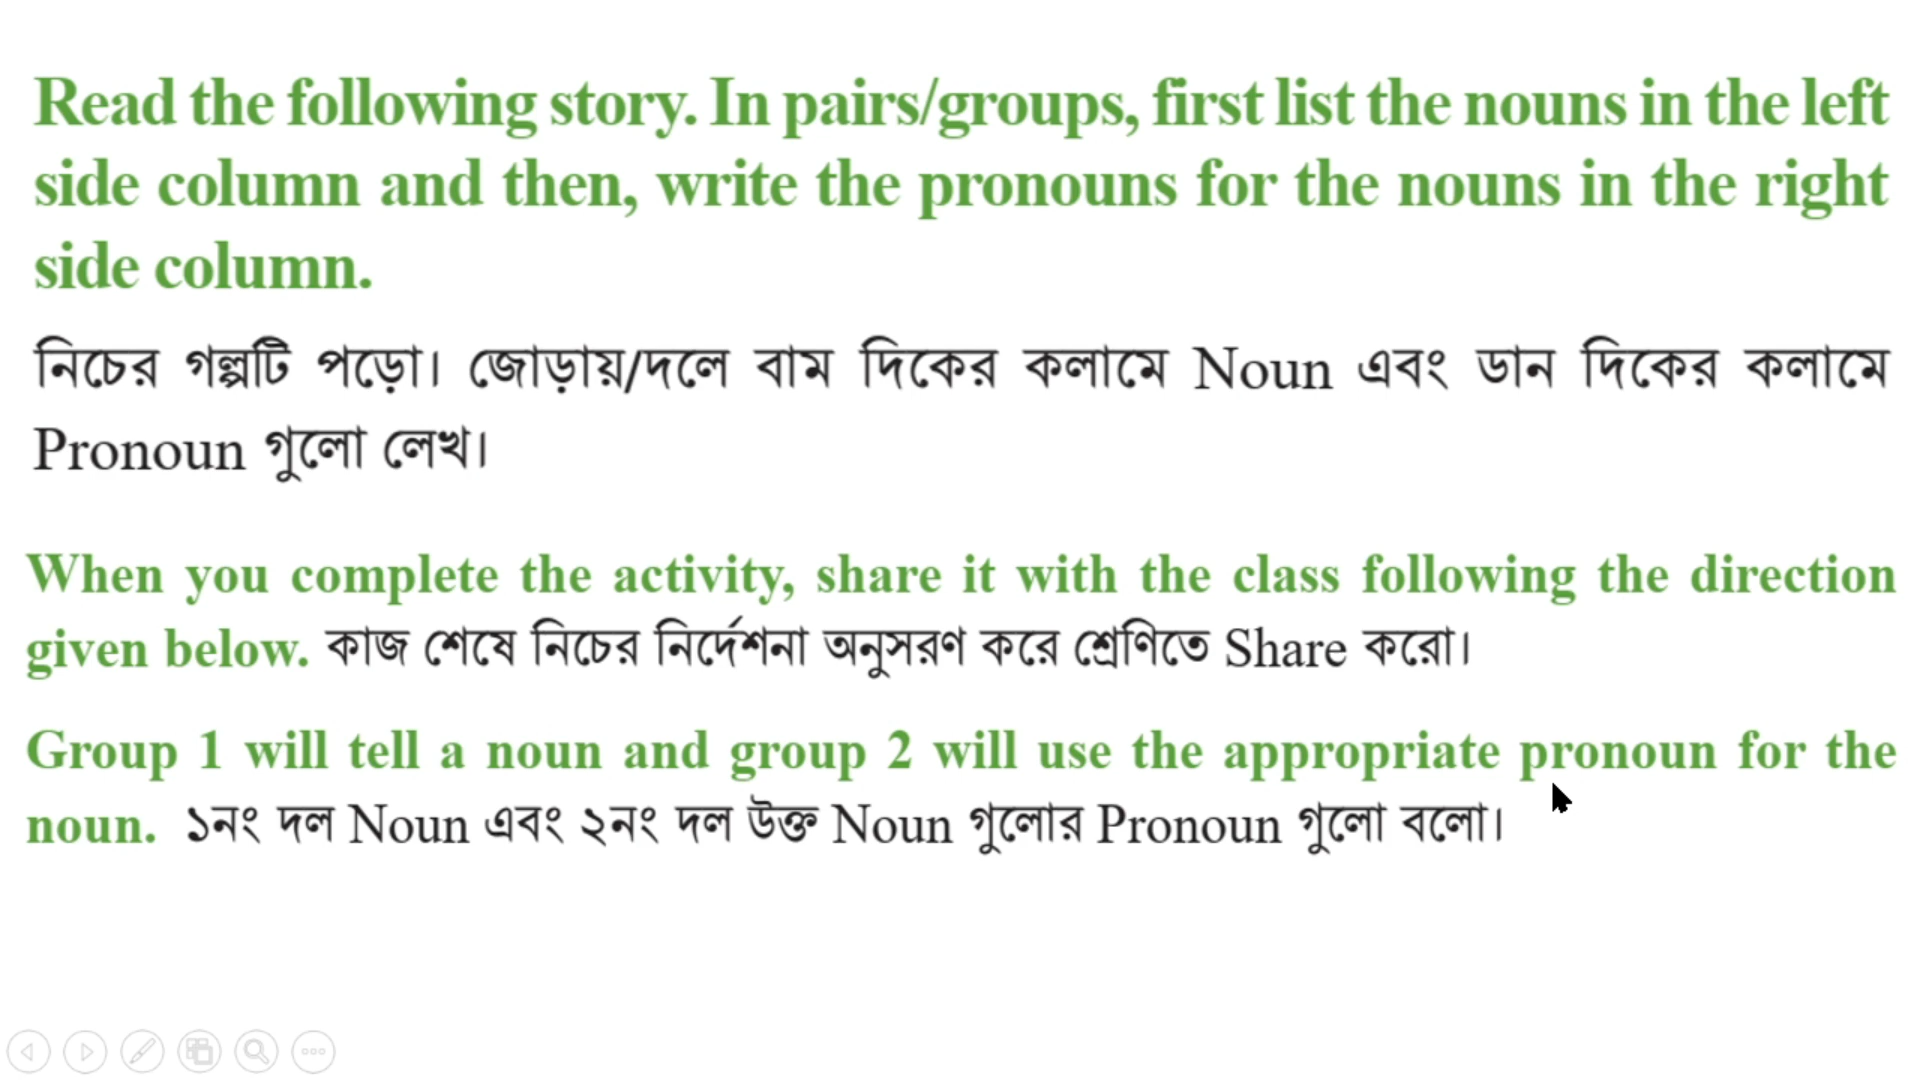 Read the following story. In pairs/groups, first list the nouns in the left
side column and then, write the pronouns for the nouns in the right
side column.
নিচের গল্পটি পড়ো। জোড়ায়/দলে বাম দিকের কলামে Noun এবং ডান দিকের কলামে
Pronoun গুলো লেখ।
When you complete the activity, share it with the class following the direction
given below. কাজ শেষে নিচের নির্দেশনা অনুসরণ করে শ্রেণিতে Share করো।
Group 1 will tell a noun and group 2 will use the appropriate pronoun for the
noun. ১নং দল Noun এবং ২নং দল উক্ত Noun গুলোর Pronoun গুলো বলো।